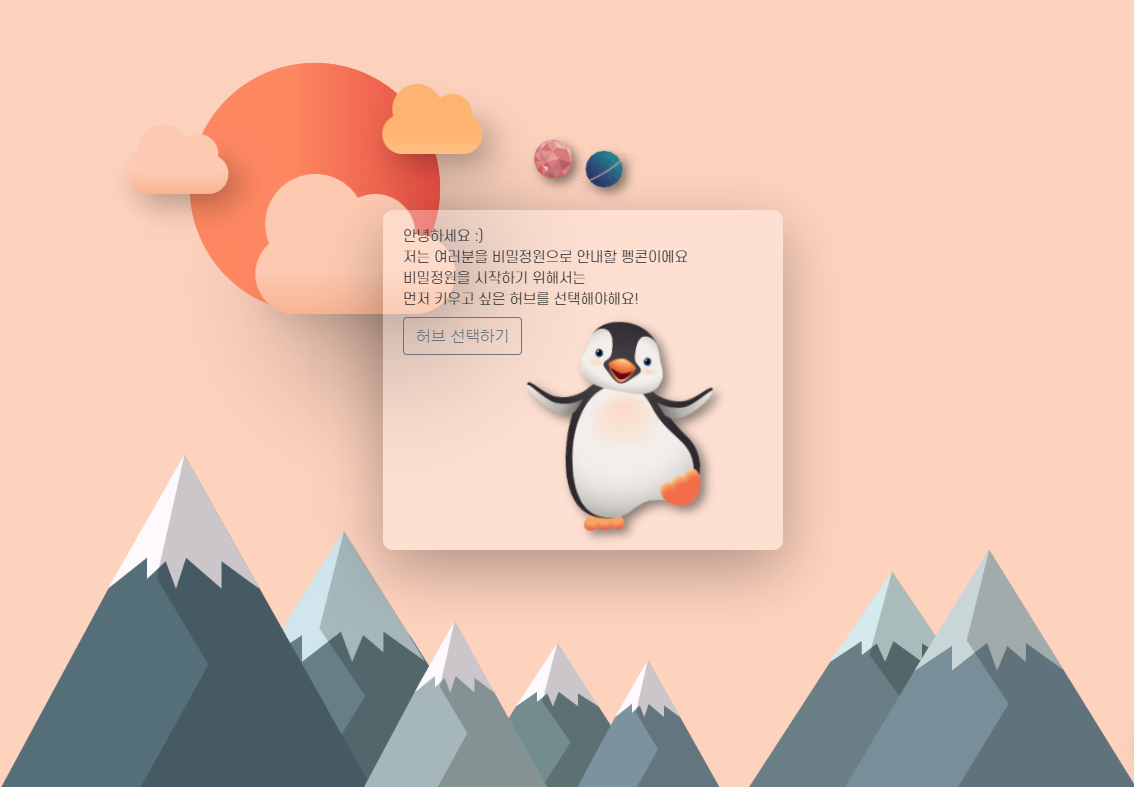 안녕하세요 :)
저는 여러분을 비밀정원으로 안내할 펭콘이에요
비밀정원을 시작하기 위해서는
먼저 키우고 싶은 허브를 선택해야해요!
허브 선택하기